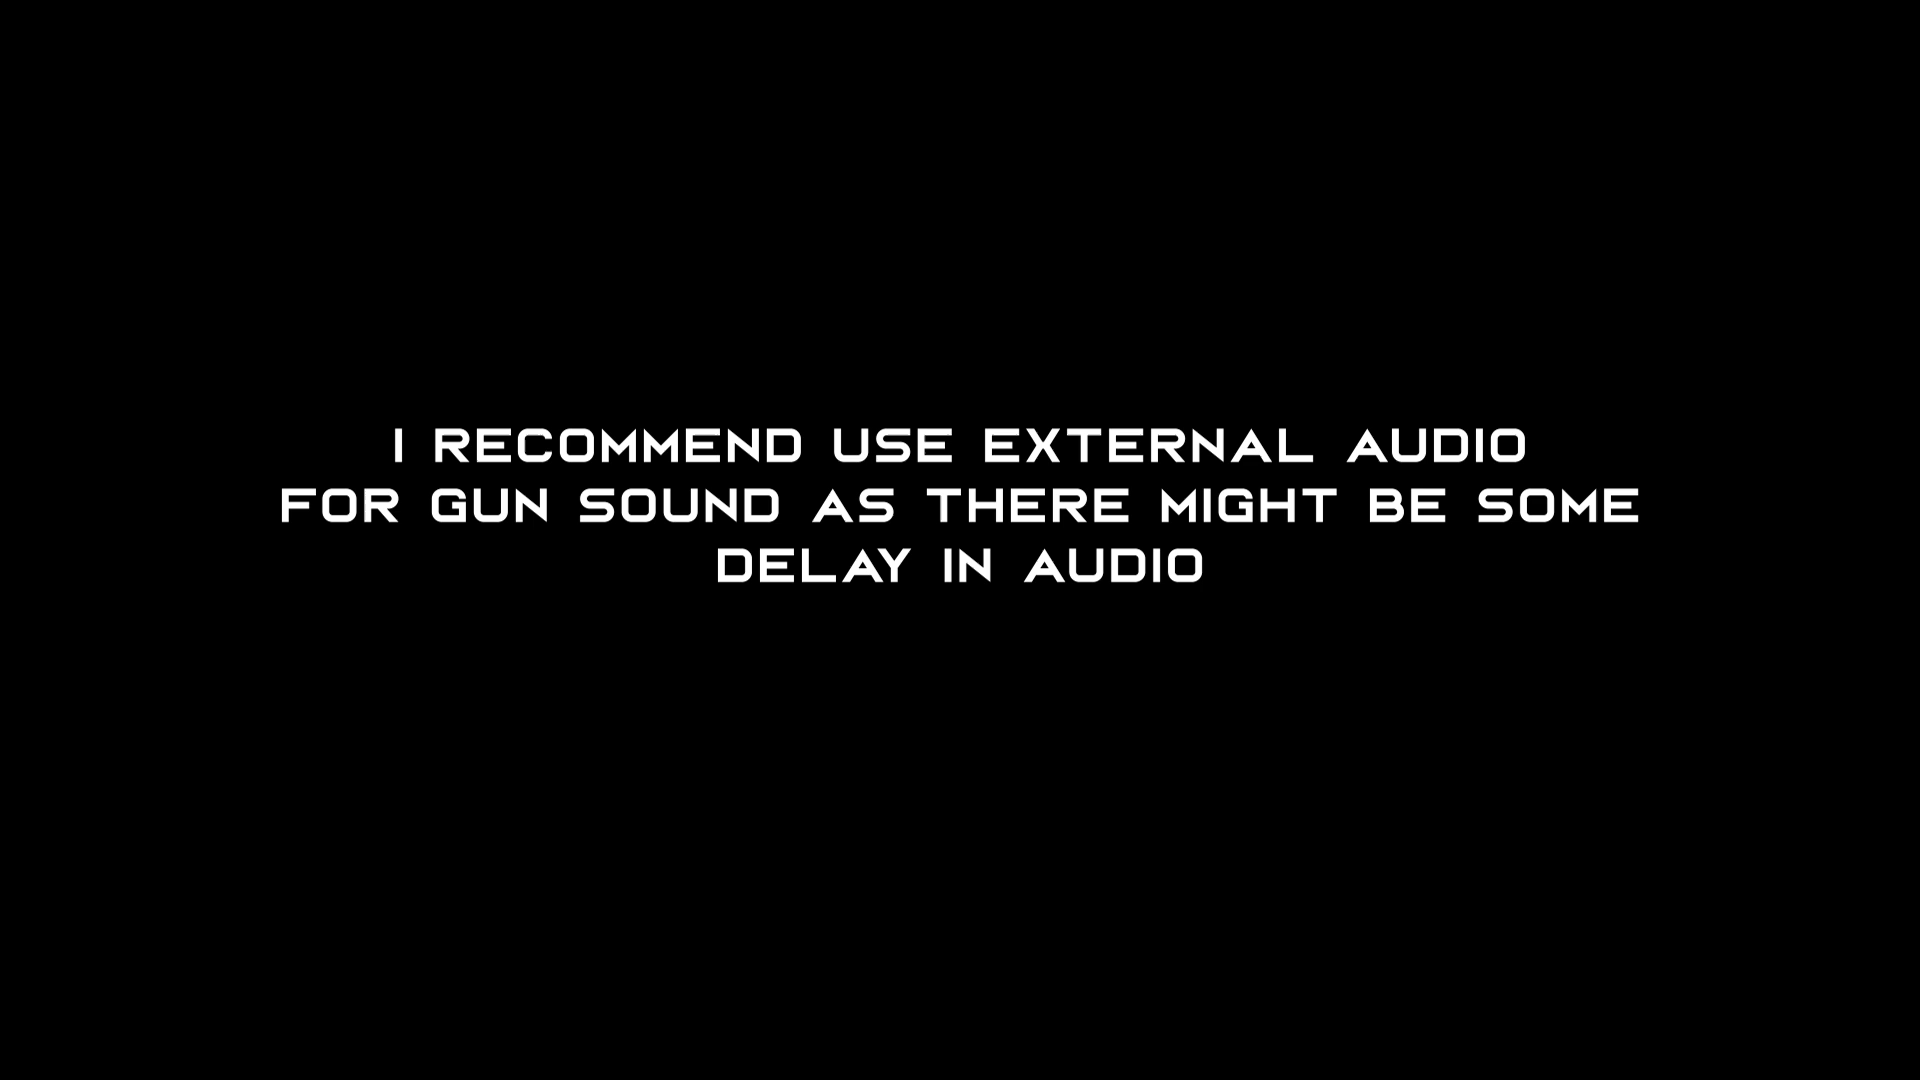 I RECOMMEND USE EXTERNAL AUDIO
FOR GUN SOUND AS THERE MIGHT BE SOME
DELAY IN AUDIO